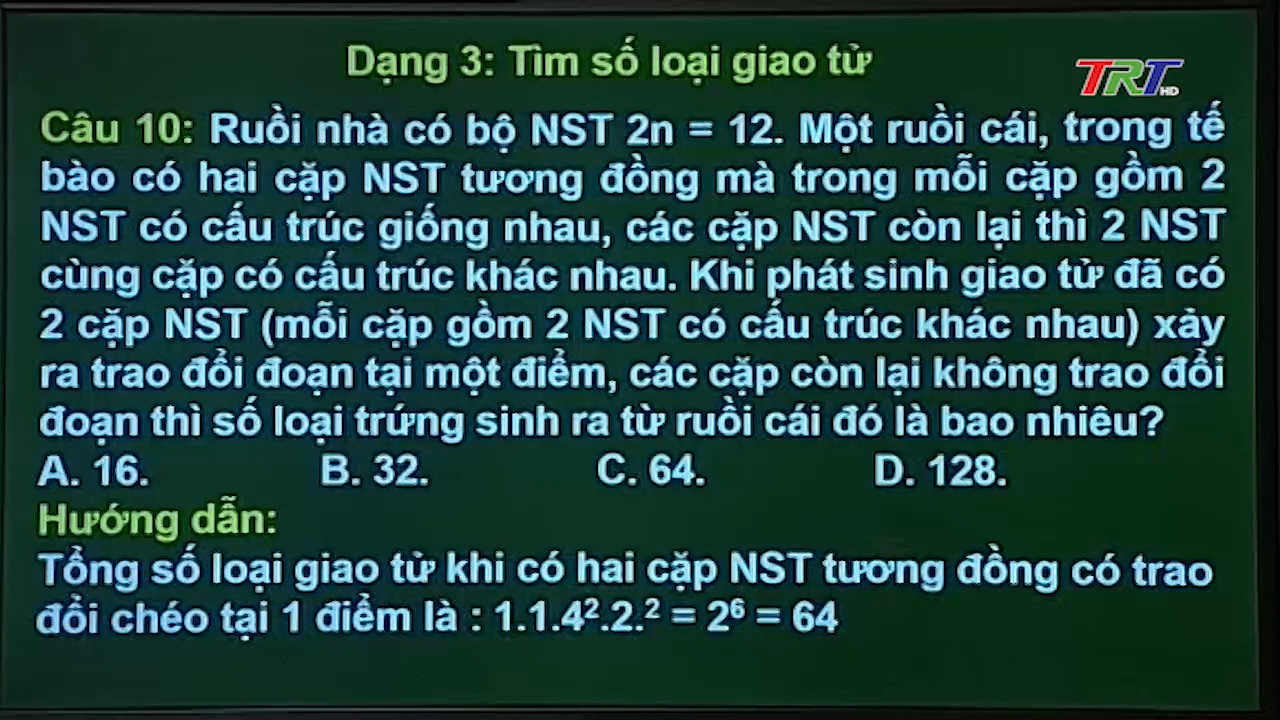 Dạng 3: Tìm số loại giao tử
TRT HD
Câu 10: Ruồi nhà có bộ NST 2n = 12. Một ruồi cái, trong tế
bào có hai cặp NST tương đồng mà trong mỗi cặp gồm 2
NST có cấu trúc giống nhau, các cặp NST còn lại thì 2 NST
cùng cặp có cấu trúc khác nhau. Khi phát sinh giao tử đã có
2 cặp NST (mỗi cặp gồm 2 NST có cấu trúc khác nhau) xảy
ra trao đổi đoạn tại một điểm, các cặp còn lại không trao đổi
đoạn thì số loại trứng sinh ra từ ruồi cái đó là bao nhiêu?
A. 16. B. 32. C. 64. D. 128.
Hướng dẫn:
Tổng số loại giao tử khi có hai cặp NST tương đồng có trao
đổi chéo tại 1 điểm là : 1.1.4².2.² = 2⁶ = 64